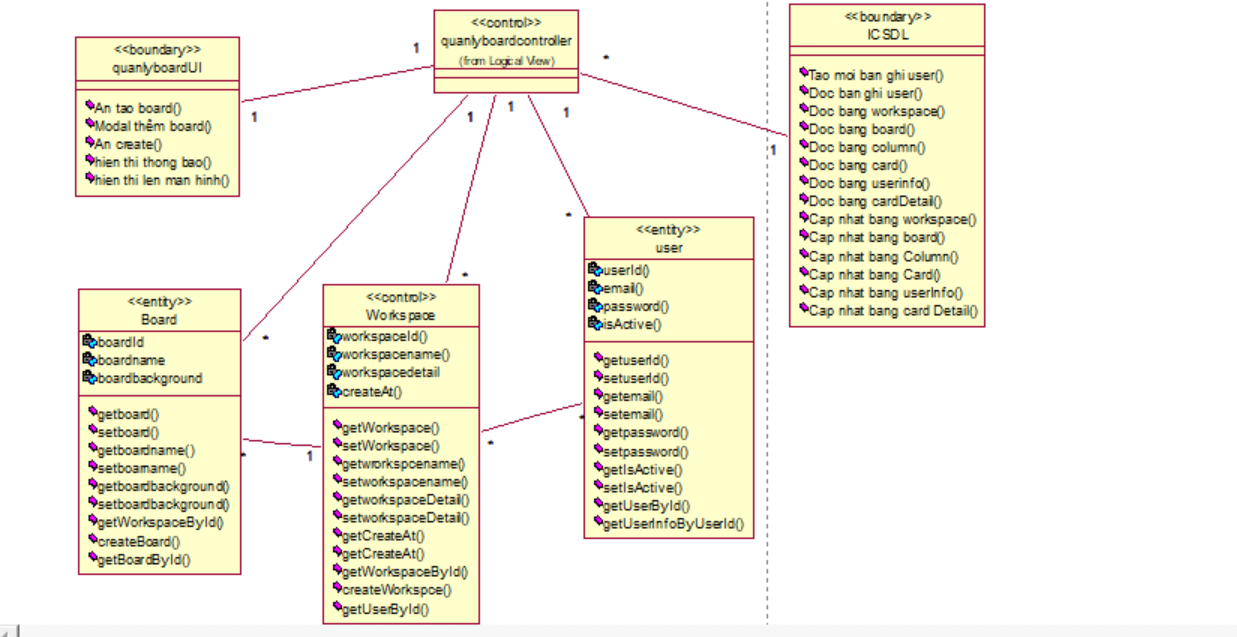 <<boundary>>
quanlyboardUI
An tao board()
Modal thêm board()
An create()
hien thi thong bao()
hien thi len man hinh()
1
1
<<control>>
quanlyboardcontroller
(from Logical View)
1
1
1
*
1
<<boundary>>
ICSDL
Tao moi ban ghi user()
Doc ban ghi user()
Doc bang workspace()
Doc bang board()
Doc bang column()
Doc bang card()
Doc bang userinfo()
Doc bang cardDetail()
Cap nhat bang workspace()
Cap nhat bang board()
Cap nhat bang Column()
Cap nhat bang Card()
Cap nhat bang userInfo()
Cap nhat bang card Detail()
<<entity>>
Board
boardId
boardname
boardbackground
getboard()
setboard()
getboardname()
setboarname()
getboardbackground()
setboardbackground()
getWorkspaceById()
createBoard()
getBoardById()
*
*
1
<<control>>
Workspace
workspaceId()
workspacename()
workspacedetail
createAt()
getWorkspace()
setWorkspace()
getwrorkspcename()
setworkspacename()
getworkspaceDetail()
setworkspaceDetail()
getCreateAt()
getCreateAt()
getWorkspaceById()
createWorkspce()
getUserById()
*
*
*
*
<<entity>>
user
userId()
email()
password()
isActive()
getuserId()
setuserId()
getemail()
setemail()
getpassword()
setpassword()
getIsActive()
setIsActive()
getUserById()
getUserInfoByUserId()